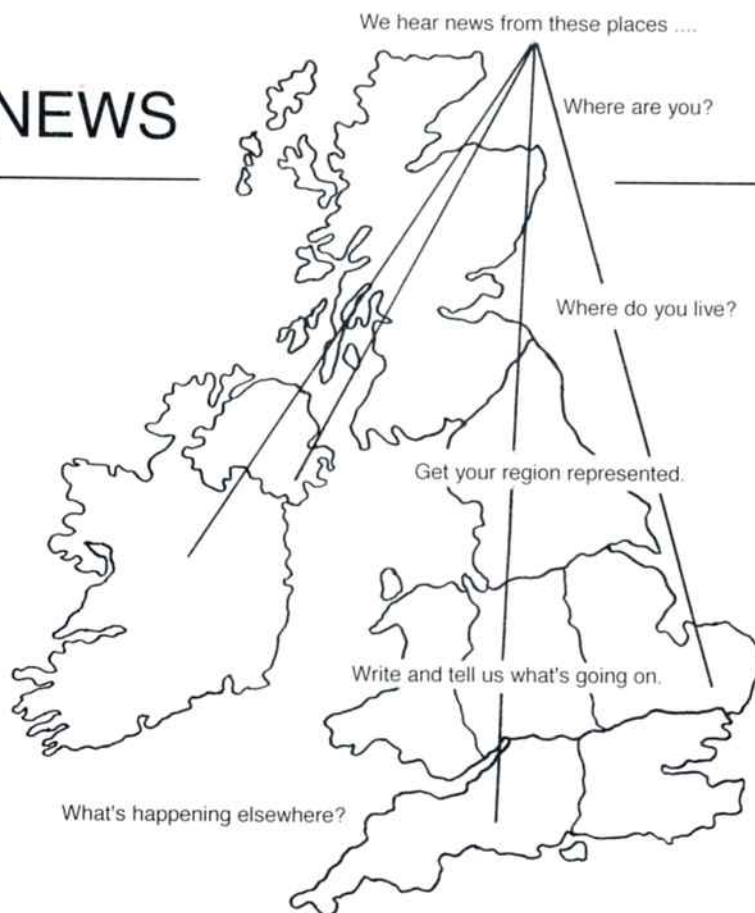 We hear news from these places ....
NEWS
Where are you?
Where do you live?
Get your region represented.
Write and tell us what's going on.
What's happening elsewhere?